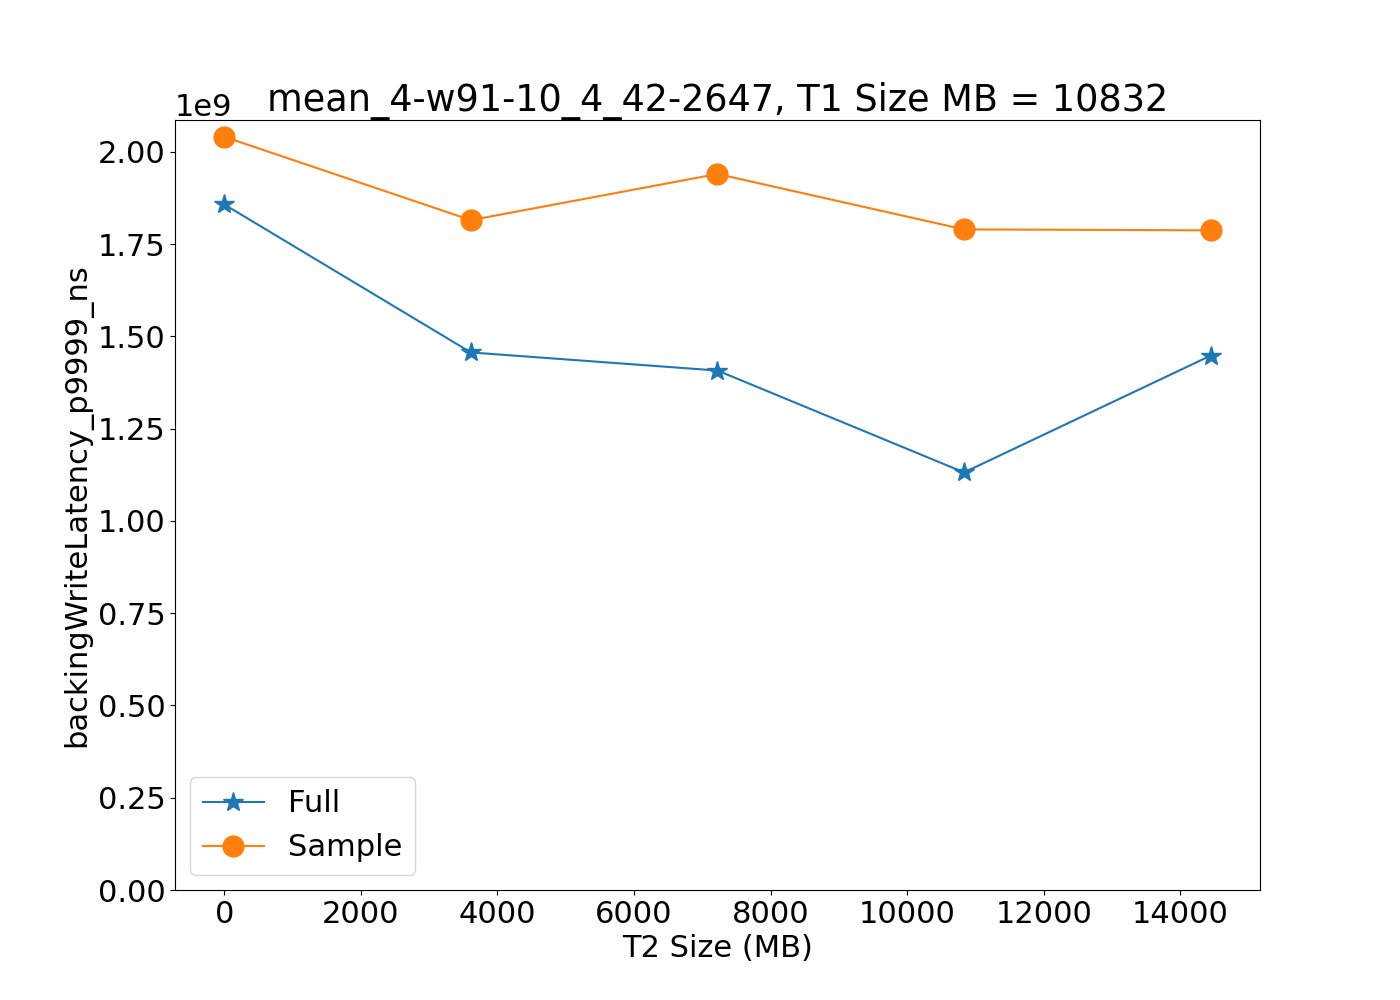 mean_4-w91-10_4_42-2647, T1 Size MB = 10832
1e9
2.00
1.75
1.50
1.25
1.00
0.75
0.50
0.25
0.00
backingWriteLatency_p9999_ns
Full
Sample
0 2000 4000 6000 8000 10000 12000 14000
T2 Size (MB)